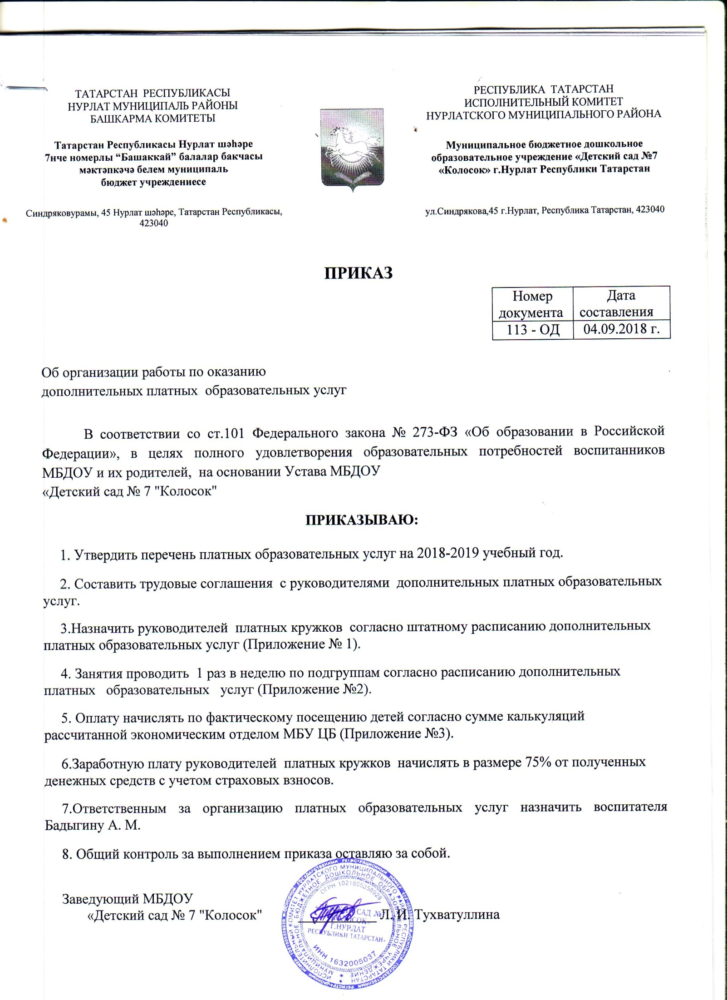 ТАТАРСТАН  РЕСПУБЛИКАСЫ
НУРЛАТ МУНИЦИПАЛЬ РАЙОНЫ
БАШКАРМА КОМИТЕТЫ
Татарстан Республикасы Нурлат шәһәре
7нче номерлы “Башаккай” балалар бакчасы
мәктәпкәчә белем муниципаль
бюджет учреждениесе
Синдряковурамы, 45 Нурлат шәһәре, Татарстан Республикасы,
423040
РЕСПУБЛИКА  ТАТАРСТАН
ИСПОЛНИТЕЛЬНЫЙ КОМИТЕТ
НУРЛАТСКОГО МУНИЦИПАЛЬНОГО РАЙОНА
Муниципальное бюджетное дошкольное
образовательное учреждение «Детский сад №7
«Колосок» г.Нурлат Республики Татарстан
ул.Синдрякова,45 г.Нурлат, Республика Татарстан, 423040
ПРИКАЗ
Номер документа
Дата составления
113 - ОД
04.09.2018 г.
Об организации работы по оказанию
дополнительных платных  образовательных услуг
В соответствии со ст.101 Федерального закона № 273-ФЗ «Об образовании в Российской
Федерации», в целях полного удовлетворения образовательных потребностей воспитанников
МБДОУ и их родителей,  на основании Устава МБДОУ
«Детский сад № 7 "Колосок"
ПРИКАЗЫВАЮ:
1. Утвердить перечень платных образовательных услуг на 2018-2019 учебный год.
2. Составить трудовые соглашения  с руководителями  дополнительных платных образовательных
услуг.
3.Назначить руководителей  платных кружков  согласно штатному расписанию дополнительных
платных образовательных услуг (Приложение № 1).
4. Занятия проводить  1 раз в неделю по подгруппам согласно расписанию дополнительных
платных   образовательных   услуг (Приложение №2).
5. Оплату начислять по фактическому посещению детей согласно сумме калькуляций
рассчитанной экономическим отделом МБУ ЦБ (Приложение №3).
6.Заработную плату руководителей  платных кружков  начислять в размере 75% от полученных
денежных средств с учетом страховых взносов.
7.Ответственным за организацию платных образовательных услуг назначить воспитателя
Бадыгину А. М.
8. Общий контроль за выполнением приказа оставляю за собой.
Заведующий МБДОУ
«Детский сад № 7 "Колосок" Л. И. Тухватуллина
ИСПОЛНИТЕЛЬНЫЙ КОМИТЕТ НУРЛАТСКОГО МУНИЦИПАЛЬНОГО РАЙОНА РЕСПУБЛИКИ ТАТАРСТАН
МУНИЦИПАЛЬНОЕ БЮДЖЕТНОЕ ДОШКОЛЬНОЕ ОБРАЗОВАТЕЛЬНОЕ УЧРЕЖДЕНИЕ
ОГРН 1021605358928
САД №7
Г.НУРЛАТ
РЕСПУБЛИКИ ТАТАРСТАН»
ИНН 1632005037